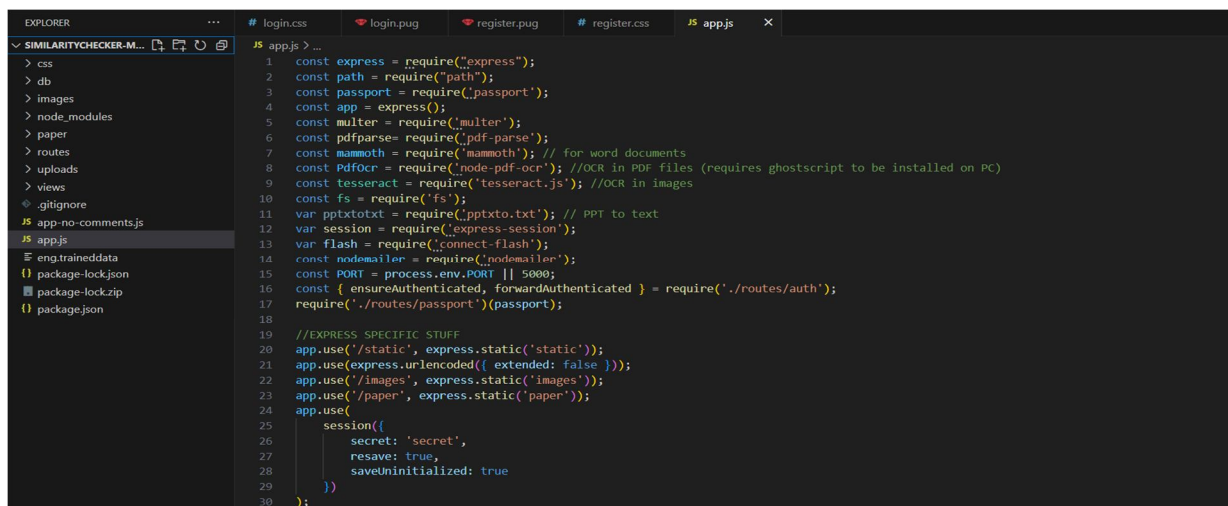 EXPLORER
SIMILARITYCHECKER-M...
> css
> db
> images
> node_modules
> paper
> routes
> uploads
> views
.gitignore
JS app-no-comments.js
JS app.js
eng.traineddata
{} package-lock.json
package-lock.zip
{} package.json
# login.css login.pug register.pug # register.css JS app.js ×
JS app.js > ...
1 const express = require("express");
2 const path = require("path");
3 const passport = require('passport');
4 const app = express();
5 const multer = require('multer');
6 const pdfparse= require('pdf-parse');
7 const mammoth = require('mammoth'); // for word documents
8 const PdfOcr = require('node-pdf-ocr'); //OCR in PDF files (requires ghostscript to be installed on PC)
9 const tesseract = require('tesseract.js'); //OCR in images
10 const fs = require('fs');
11 var pptxtotxt = require('pptxto.txt'); // PPT to text
12 var session = require('express-session');
13 var flash = require('connect-flash');
14 const nodemailer = require('nodemailer');
15 const PORT = process.env.PORT || 5000;
16 const { ensureAuthenticated, forwardAuthenticated } = require('./routes/auth');
17 require('./routes/passport')(passport);
18
19 //EXPRESS SPECIFIC STUFF
20 app.use('/static', express.static('static'));
21 app.use(express.urlencoded({ extended: false }));
22 app.use('/images', express.static('images'));
23 app.use('/paper', express.static('paper'));
24 app.use(
25 session({
26 secret: 'secret',
27 resave: true,
28 saveUninitialized: true
29 })
30 );